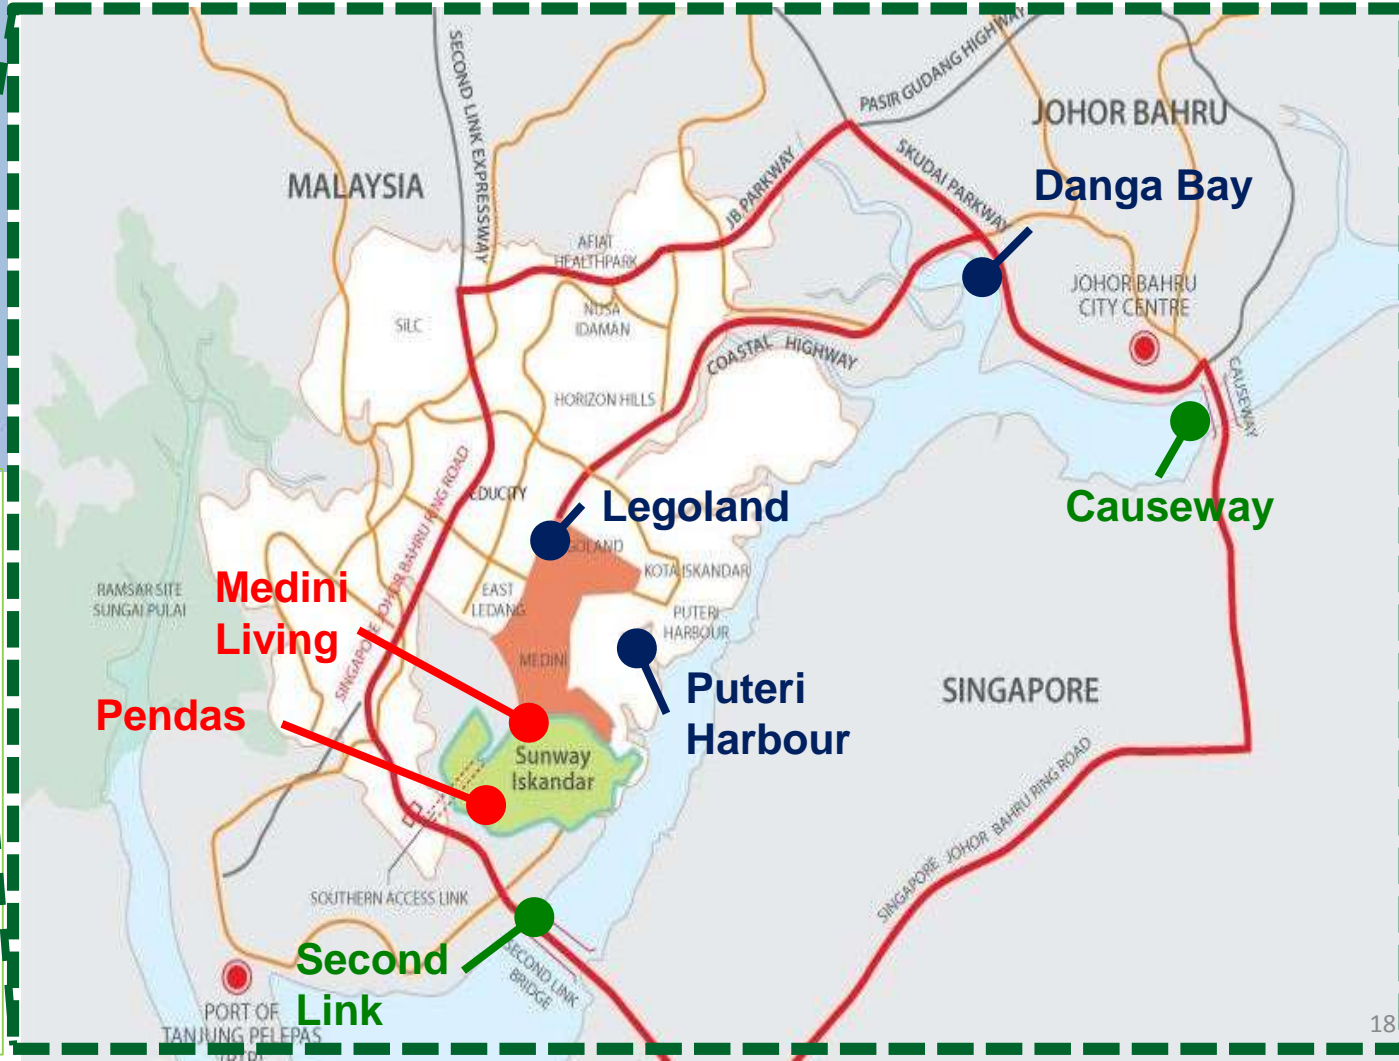 SECOND LINK EXPRESSWAY
PASIR GUDANG HIGHWAY
JOHOR BAHRU
MALAYSIA
JB PARKWAY
SKUDAI PARKWAY
Danga Bay
AFIAT
HEALTHPARK
JOHOR BAHRU
CITY CENTRE
SiLC
NUSA
IDAMAN
COASTAL HIGHWAY
CAUSEWAY
HORIZON HILLS
EDUCITY
Legoland
Causeway
GOLAND
KOTA ISKANDAR
RAMSAR SITE
SUNGAI PULAI
Medini
Living
SINGAPORE JOHOR BAHRU RING ROAD
EAST
LEDANG
PUTERI
HARBOUR
MEDINI
Pendas
Puteri
Harbour
SINGAPORE
Sunway
Iskandar
SINGAPORE JOHOR BAHRU RING ROAD
SOUTHERN ACCESS LINK
Second
Link
SECOND LINK
BRIDGE
PORT OF
TANJUNG PELEPAS
(PTP)
18